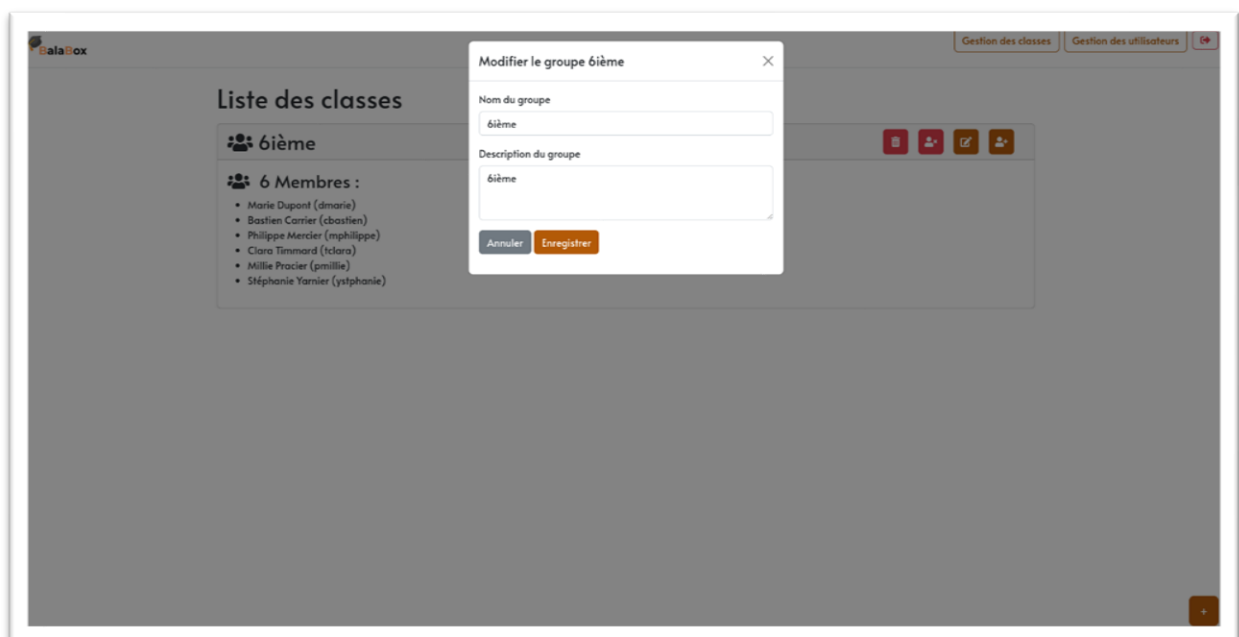 BalaBox
Gestion des classes
Gestion des utilisateurs
Modifier le groupe 6ième
Nom du groupe
6ième
Description du groupe
6ième
Annuler
Enregistrer
Liste des classes
6ième
6 Membres :
• Marie Dupont (dmarie)
• Bastien Carrier (cbastien)
• Philippe Mercier (mphilippe)
• Clara Timmard (tclara)
• Millie Pracier (pmillie)
• Stéphanie Yarnier (ystphanie)
+